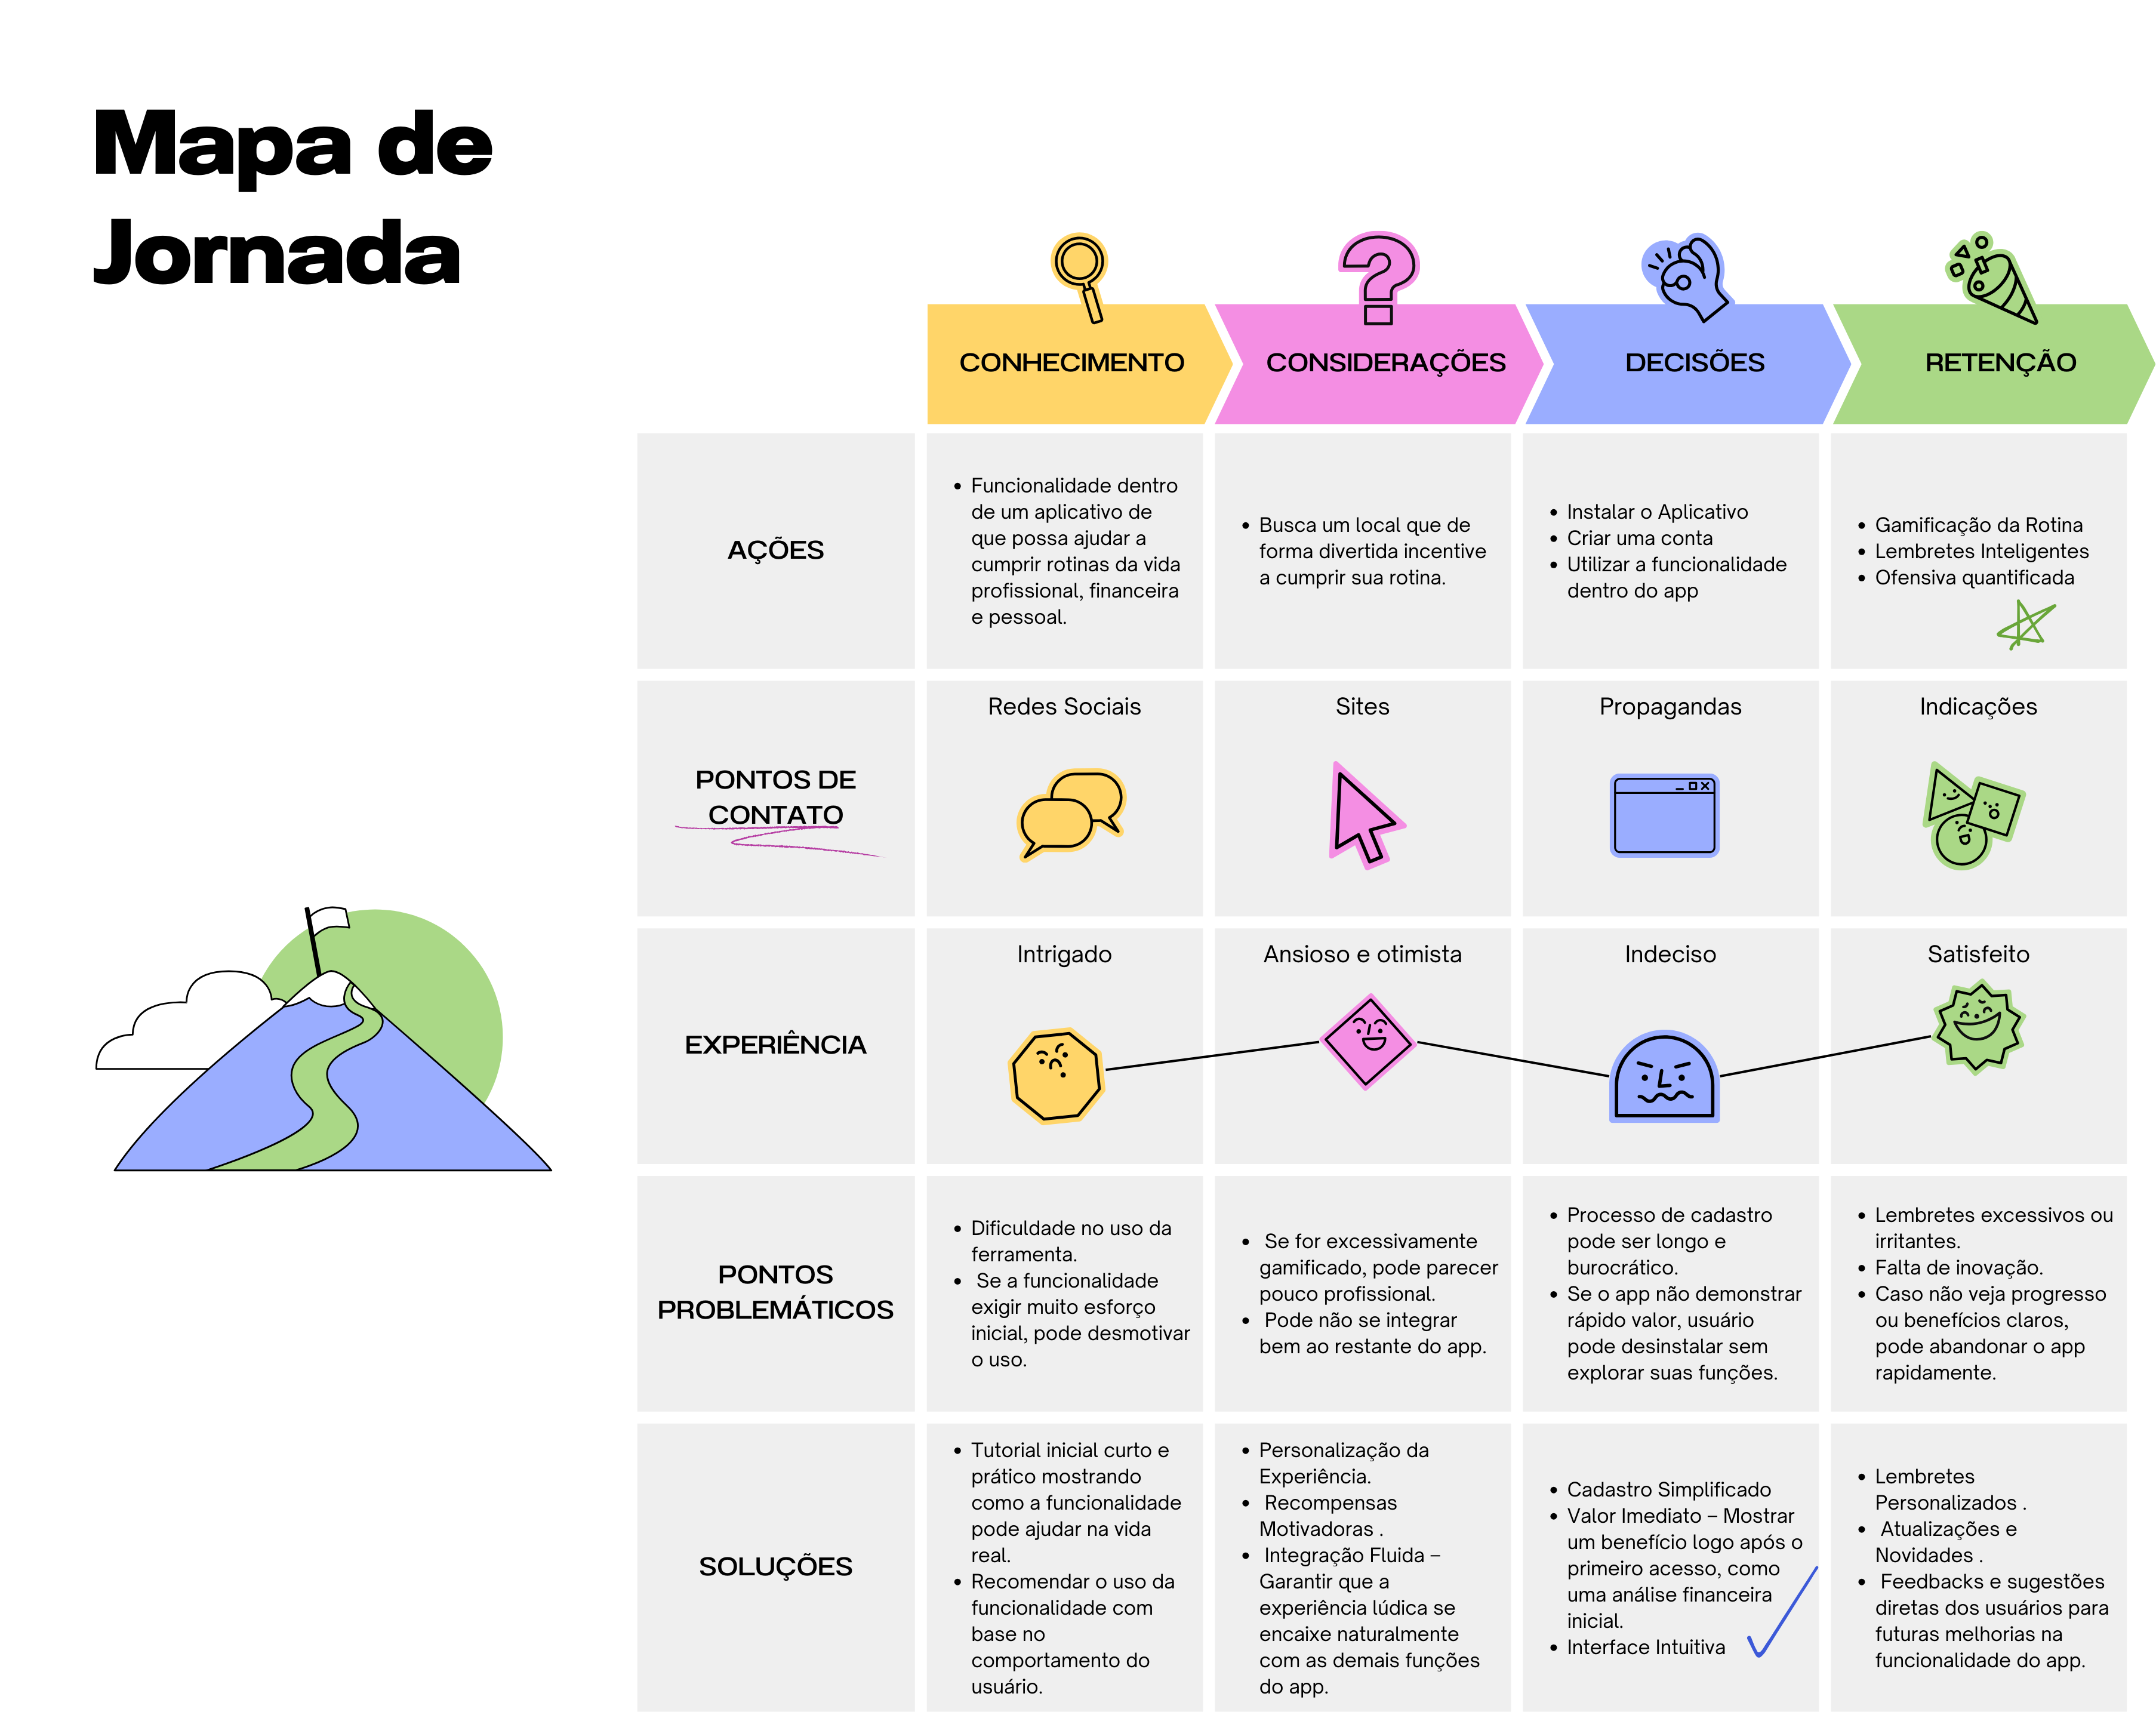 Mapa de
Jornada
CONHECIMENTO
CONSIDERAÇÕES
DECISÕES
RETENÇÃO
AÇÕES
• Funcionalidade dentro
de um aplicativo de
que possa ajudar a
cumprir rotinas da vida
profissional, financeira
e pessoal.
• Busca um local que de
forma divertida incentive
a cumprir sua rotina.
• Instalar o Aplicativo
• Criar uma conta
• Utilizar a funcionalidade
dentro do app
• Gamificação da Rotina
• Lembretes Inteligentes
• Ofensiva quantificada
PONTOS DE
CONTATO
Redes Sociais
Sites
Propagandas
Indicações
EXPERIÊNCIA
Intrigado
Ansioso e otimista
Indeciso
Satisfeito
PONTOS
PROBLEMÁTICOS
• Dificuldade no uso da
ferramenta.
• Se a funcionalidade
exigir muito esforço
inicial, pode desmotivar
o uso.
• Se for excessivamente
gamificado, pode parecer
pouco profissional.
• Pode não se integrar
bem ao restante do app.
• Processo de cadastro
pode ser longo e
burocrático.
• Se o app não demonstrar
rápido valor, usuário
pode desinstalar sem
explorar suas funções.
• Lembretes excessivos ou
irritantes.
• Falta de inovação.
• Caso não veja progresso
ou benefícios claros,
pode abandonar o app
rapidamente.
SOLUÇÕES
• Tutorial inicial curto e
prático mostrando
como a funcionalidade
pode ajudar na vida
real.
• Recomendar o uso da
funcionalidade com
base no
comportamento do
usuário.
• Personalização da
Experiência.
• Recompensas
Motivadoras .
• Integração Fluida –
Garantir que a
experiência lúdica se
encaixe naturalmente
com as demais funções
do app.
• Cadastro Simplificado
• Valor Imediato – Mostrar
um benefício logo após o
primeiro acesso, como
uma análise financeira
inicial.
• Interface Intuitiva
• Lembretes
Personalizados .
• Atualizações e
Novidades .
• Feedbacks e sugestões
diretas dos usuários para
futuras melhorias na
funcionalidade do app.